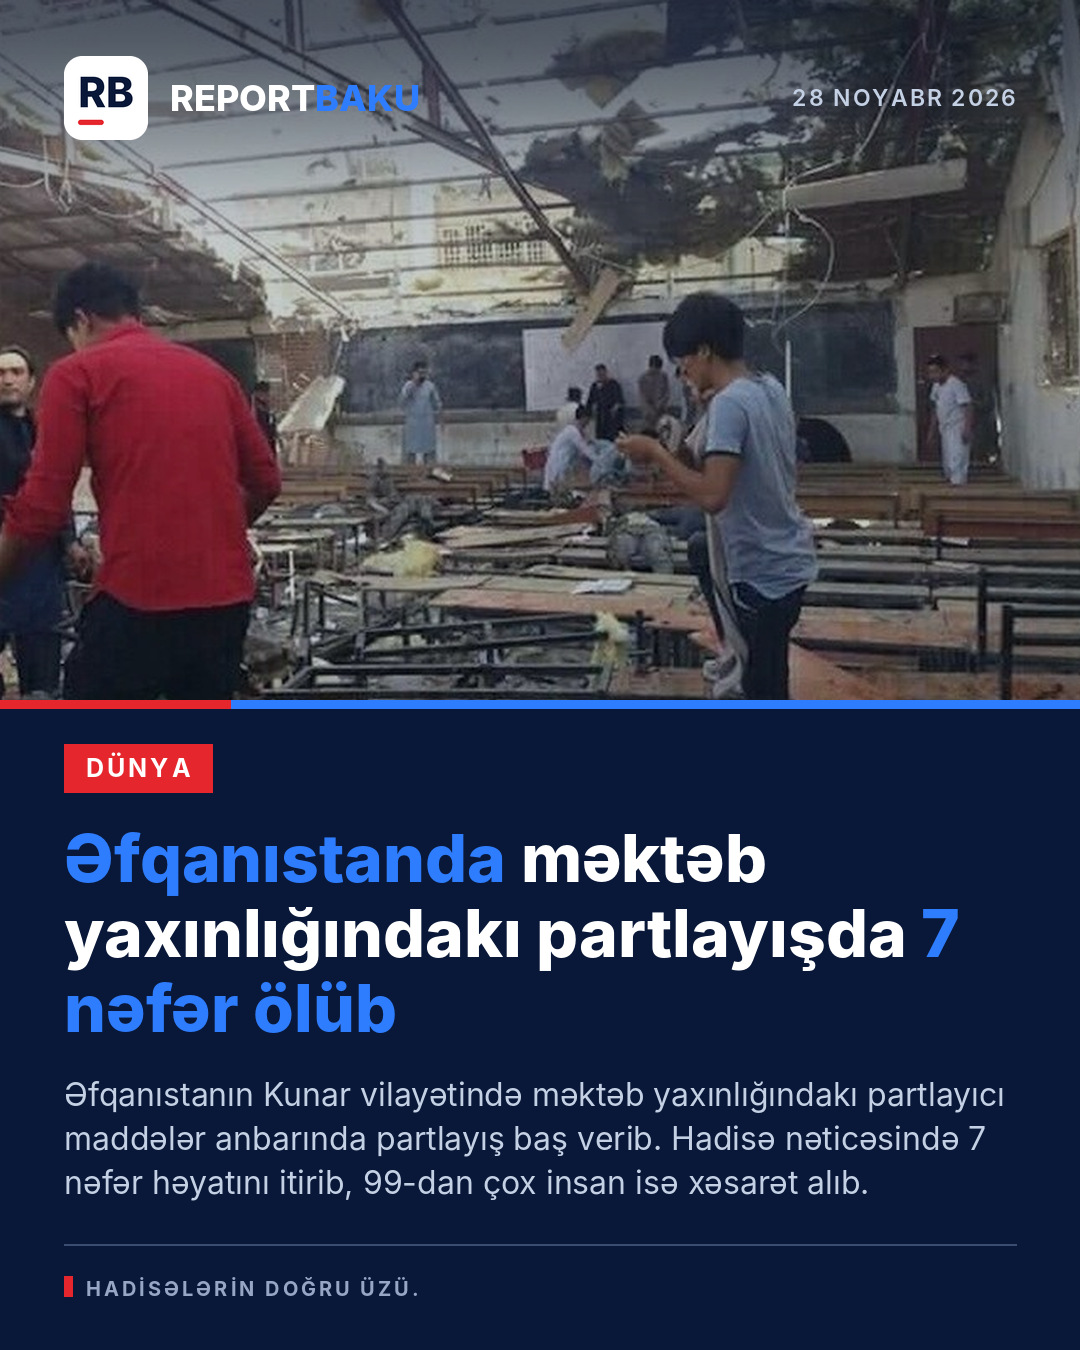 RB
REPORTBAKU
28 NOYABR 2026
DÜNYA
Əfqanıstanda məktəb
yaxınlığındakı partlayışda 7
nəfər ölüb
Əfqanıstanın Kunar vilayətində məktəb yaxınlığındakı partlayıcı
maddələr anbarında partlayış baş verib. Hadisə nəticəsində 7
nəfər həyatını itirib, 99-dan çox insan isə xəsarət alıb.
HADİSƏLƏRİN DOĞRU ÜZÜ.